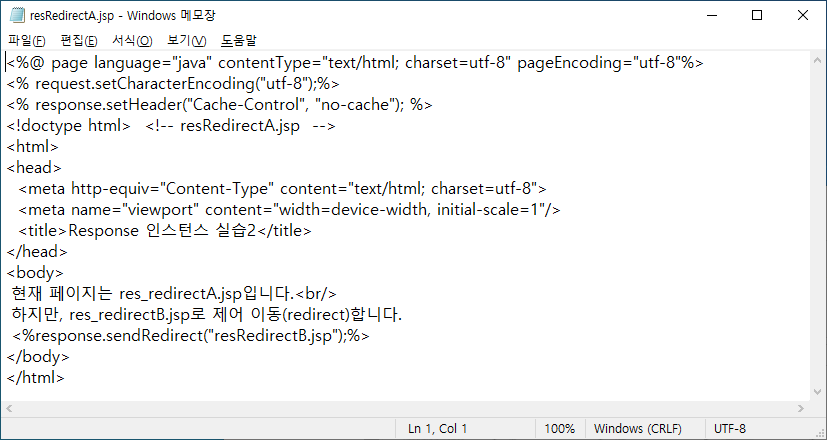 resRedirectA.jsp - Windows 메모장
파일(F) 편집(E) 서식(O) 보기(V) 도움말
<%@ page language="java" contentType="text/html; charset=utf-8" pageEncoding="utf-8"%>
<% request.setCharacterEncoding("utf-8");%>
<% response.setHeader("Cache-Control", "no-cache"); %>
<!doctype html>  <!-- resRedirectA.jsp  -->
<html>
<head>
  <meta http-equiv="Content-Type" content="text/html; charset=utf-8">
  <meta name="viewport" content="width=device-width, initial-scale=1"/>
  <title>Response 인스턴스 실습2</title>
</head>
<body>
 현재 페이지는 res_redirectA.jsp입니다.<br/>
 하지만, res_redirectB.jsp로 제어 이동(redirect)합니다.
 <%response.sendRedirect("resRedirectB.jsp");%>
</body>
</html>
Ln 1, Col 1 100% Windows (CRLF) UTF-8